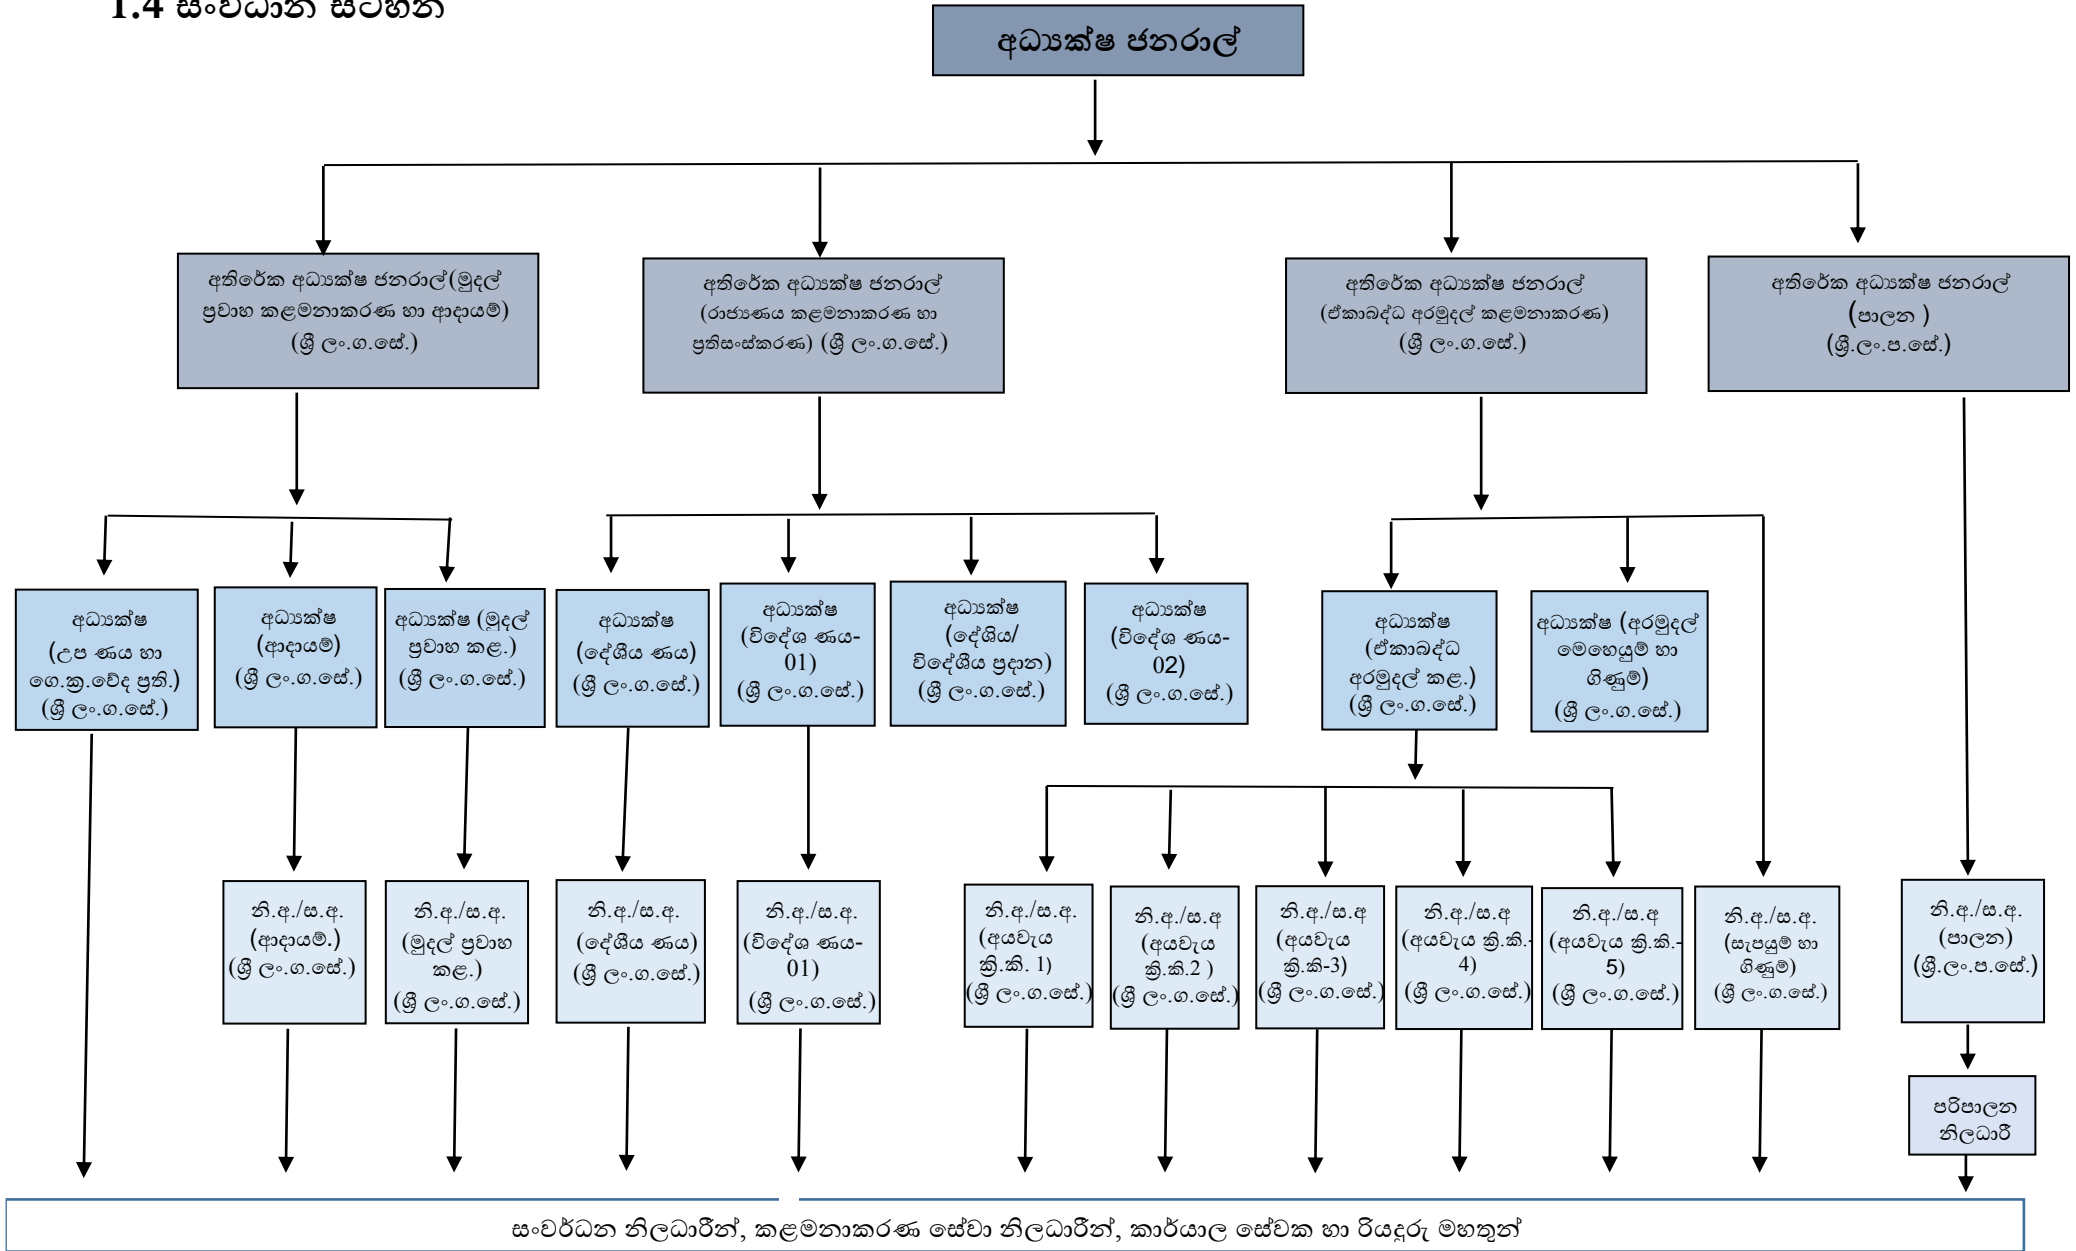 1.4 සංවිධාන සටහන
අධ්‍යක්ෂ ජනරාල්
අතිරේක අධ්‍යක්ෂ ජනරාල්(මුදල්
ප්‍රවාහ කළමනාකරණ හා ආදායම්)
(ශ්‍රී ලං.ග.සේ.)
අතිරේක අධ්‍යක්ෂ ජනරාල්
(රාජ්‍යණය කළමනාකරණ හා
ප්‍රතිසංස්කරණ) (ශ්‍රී ලං.ග.සේ.)
අතිරේක අධ්‍යක්ෂ ජනරාල්
(ඒකාබද්ධ අරමුදල් කළමනාකරණ)
(ශ්‍රී ලං.ග.සේ.)
අතිරේක අධ්‍යක්ෂ ජනරාල්
(පාලන )
(ශ්‍රී.ලං.ප.සේ.)
අධ්‍යක්ෂ
(උප ණය හා
ගෙ.ක්‍ර.වේද ප්‍රති.)
(ශ්‍රී ලං.ග.සේ.)
අධ්‍යක්ෂ
(ආදායම්)
(ශ්‍රී ලං.ග.සේ.)
අධ්‍යක්ෂ (මුදල්
ප්‍රවාහ කළ.)
(ශ්‍රී ලං.ග.සේ.)
අධ්‍යක්ෂ
(දේශීය ණය)
(ශ්‍රී ලං.ග.සේ.)
අධ්‍යක්ෂ
(විදේශ ණය-
01)
(ශ්‍රී ලං.ග.සේ.)
අධ්‍යක්ෂ
(දේශිය/
විදේශීය ප්‍රදාන)
(ශ්‍රී ලං.ග.සේ.)
අධ්‍යක්ෂ
(විදේශ ණය-
02)
(ශ්‍රී ලං.ග.සේ.)
අධ්‍යක්ෂ
(ඒකාබද්ධ
අරමුදල් කළ.)
(ශ්‍රී ලං.ග.සේ.)
අධ්‍යක්ෂ (අරමුදල්
මෙහෙයුම් හා
ගිණුම්)
(ශ්‍රී ලං.ග.සේ.)
නි.අ./ස.අ.
(ආදායම්.)
(ශ්‍රී ලං.ග.සේ.)
නි.අ./ස.අ.
(මුදල් ප්‍රවාහ
කළ.)
(ශ්‍රී ලං.ග.සේ.)
නි.අ./ස.අ.
(දේශීය ණය)
(ශ්‍රී ලං.ග.සේ.)
නි.අ./ස.අ.
(විදේශ ණය-
01)
(ශ්‍රී ලං.ග.සේ.)
නි.අ./ස.අ.
(අයවැය
ක්‍රි.කි. 1)
(ශ්‍රී ලං.ග.සේ.)
නි.අ./ස.අ
(අයවැය
ක්‍රි.කි.2 )
(ශ්‍රී ලං.ග.සේ.)
නි.අ./ස.අ
(අයවැය
ක්‍රි.කි-3)
(ශ්‍රී ලං.ග.සේ.)
නි.අ./ස.අ
(අයවැය ක්‍රි.කි.-
4)
(ශ්‍රී ලං.ග.සේ.)
නි.අ./ස.අ
(අයවැය ක්‍රි.කි.-
5)
(ශ්‍රී ලං.ග.සේ.)
නි.අ./ස.අ.
(සැපයුම් හා
ගිණුම්)
(ශ්‍රී ලං.ග.සේ.)
නි.අ./ස.අ.
(පාලන)
(ශ්‍රී.ලං.ප.සේ.)
පරිපාලන
නිලධාරී
සංවර්ධන නිලධාරීන්, කළමනාකරණ සේවා නිලධාරීන්, කාර්යාල සේවක හා රියදුරු මහතුන්